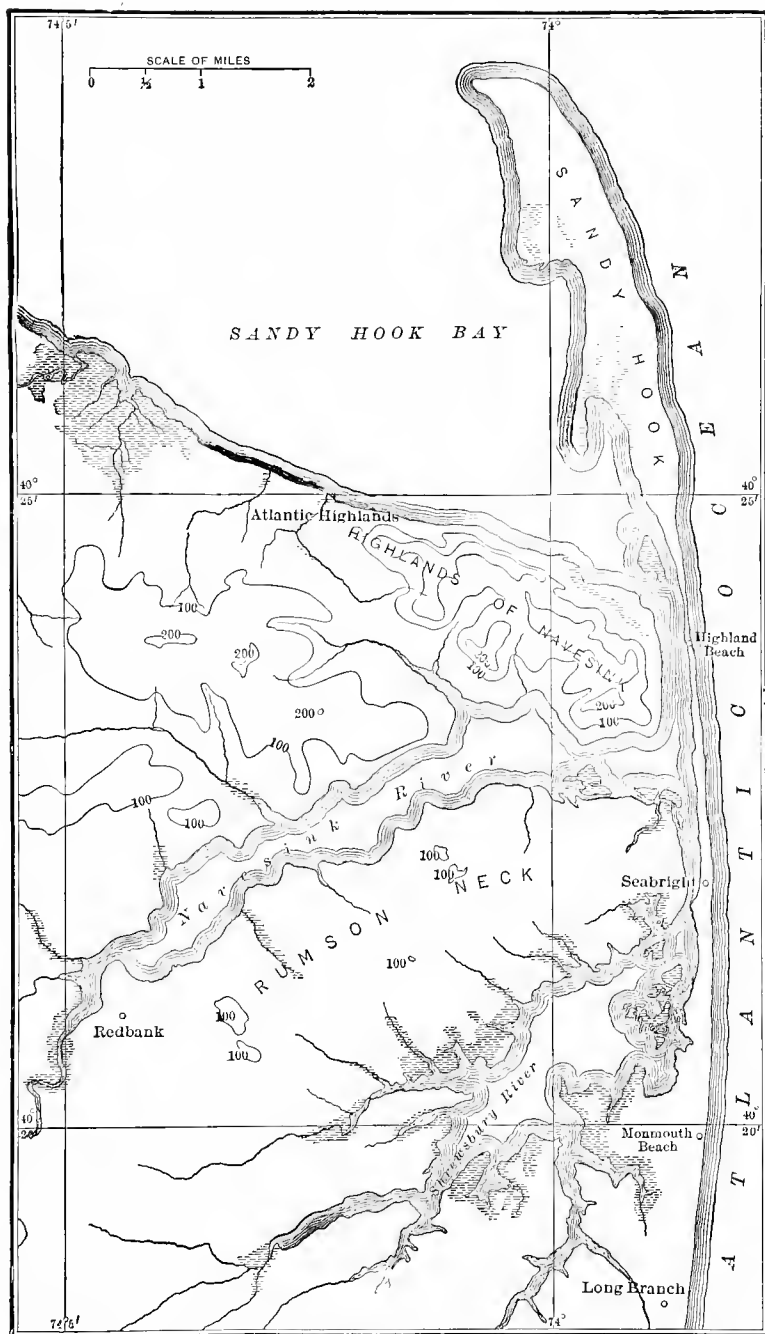 74°5′ 74°
SCALE OF MILES
0 ½ 1 2
SANDY HOOK
SANDY HOOK BAY
40° 25′ 40° 25′
Atlantic Highlands
HIGHLANDS OF NAVESINK
100
200 200
Highland
Beach
200
100
200
100
200
100
100 100
Navesink River
100
100
Seabright
RUMSON NECK
100
100
100
Redbank
Shrewsbury River
40° 20′ 40° 20′
Monmouth
Beach
Long Branch
ATLANTIC OCEAN
74°5′ 74°